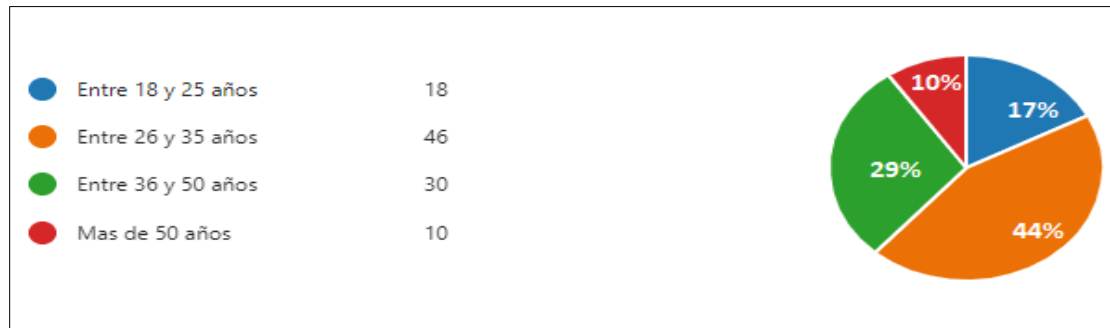 Entre 18 y 25 años 18
Entre 26 y 35 años 46
Entre 36 y 50 años 30
Mas de 50 años 10
10%
17%
29%
44%